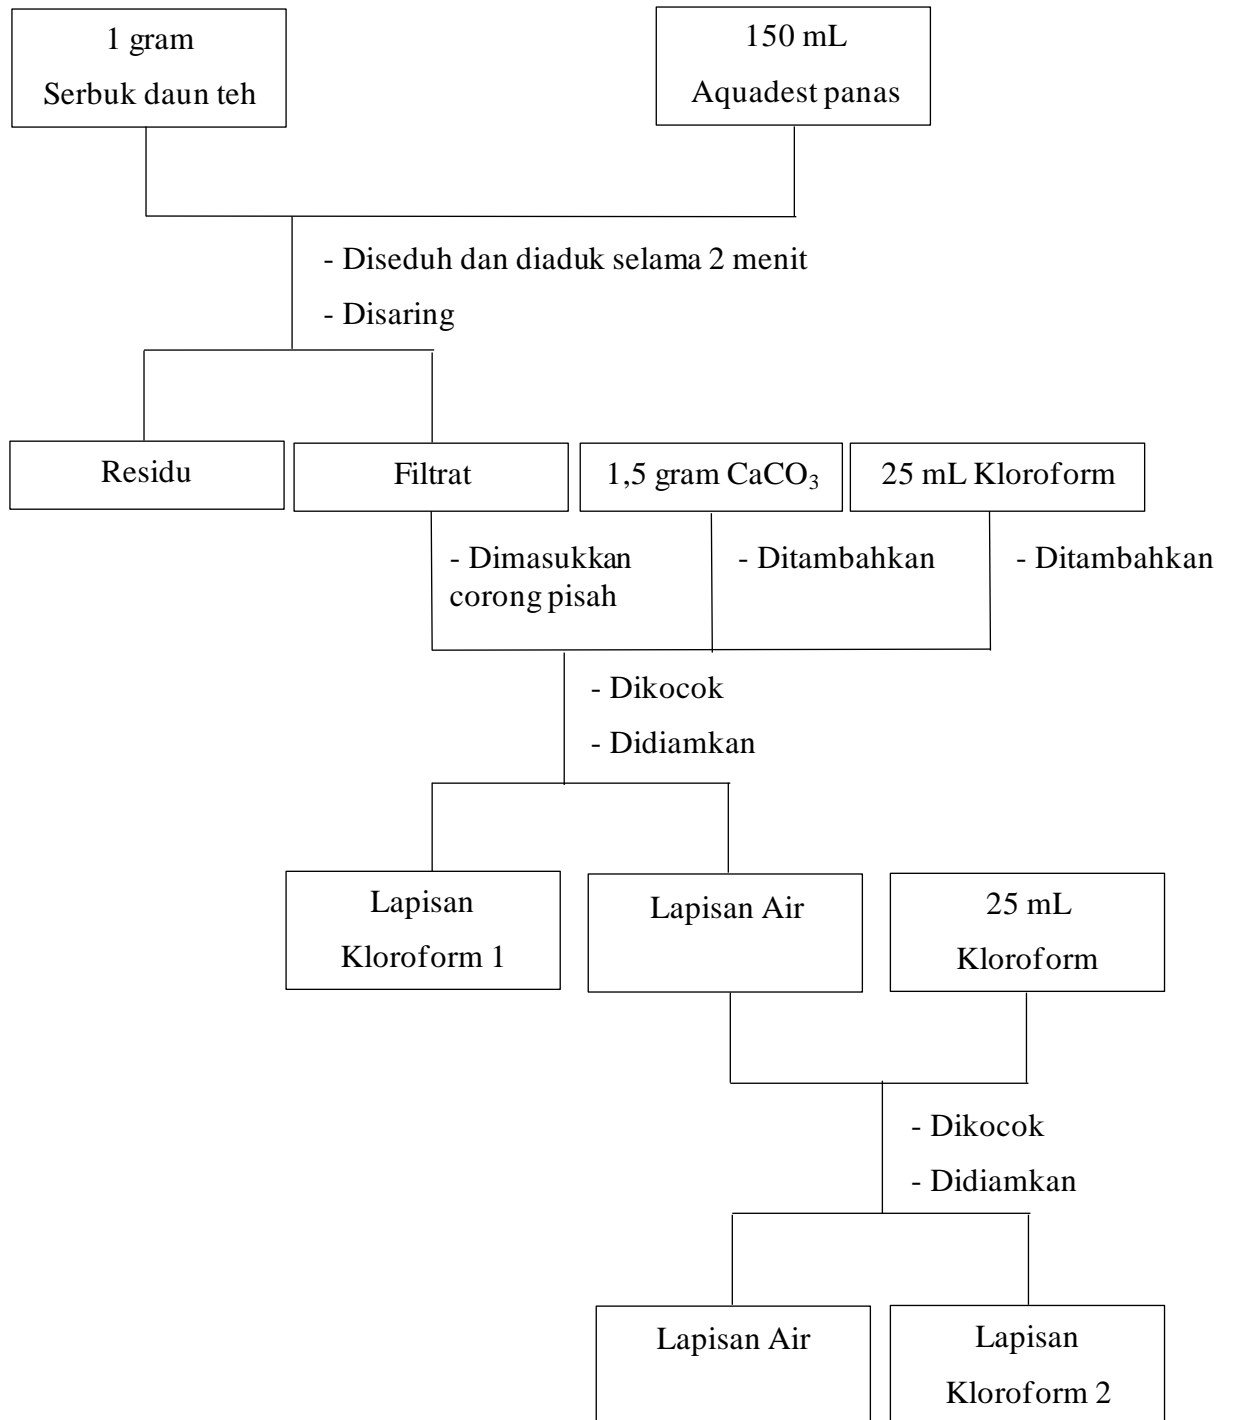 1 gram
Serbuk daun teh
150 mL
Aquadest panas
- Diseduh dan diaduk selama 2 menit
- Disaring
Residu
Filtrat
1,5 gram CaCO₃
25 mL Kloroform
- Dimasukkan
corong pisah
- Ditambahkan
- Ditambahkan
- Dikocok
- Didiamkan
Lapisan
Kloroform 1
Lapisan Air
25 mL
Kloroform
- Dikocok
- Didiamkan
Lapisan Air
Lapisan
Kloroform 2